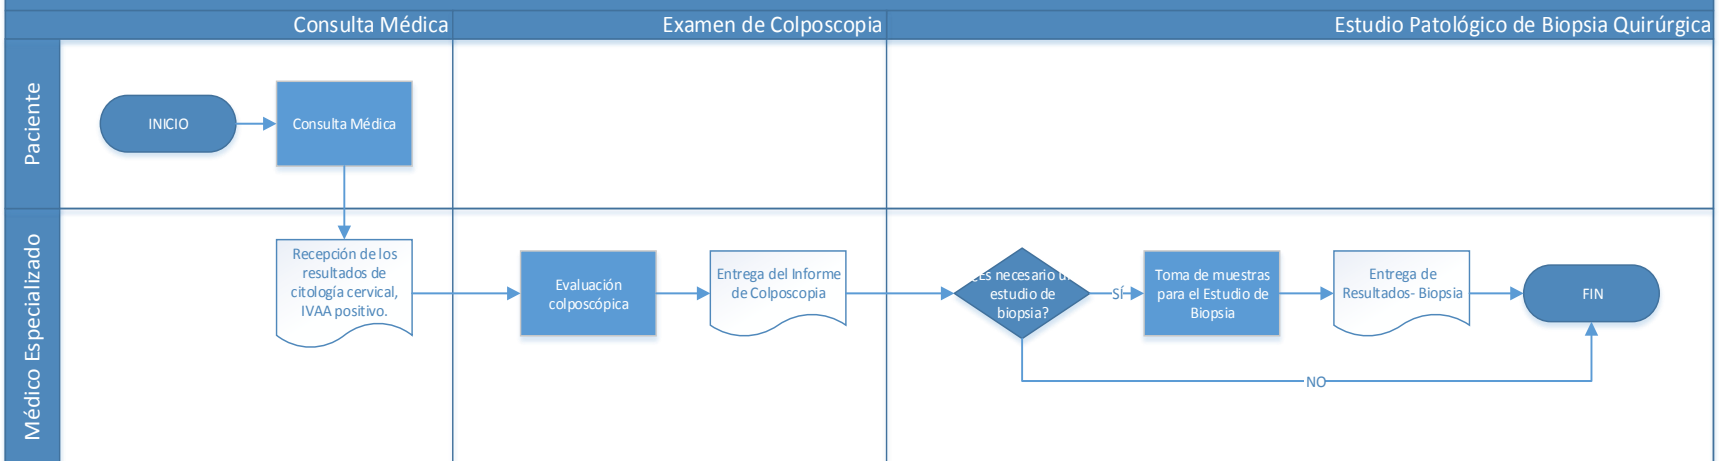 Consulta Médica
Examen de Colposcopia
Estudio Patológico de Biopsia Quirúrgica
Paciente
INICIO
Consulta Médica
Médico Especializado
Recepción de los
resultados de
citología cervical,
IVAA positivo.
Evaluación
colposcópica
Entrega del Informe
de Colposcopia
¿Es necesario
estudio de
biopsia?
SÍ
Toma de muestras
para el Estudio de
Biopsia
Entrega de
Resultados- Biopsia
FIN
NO